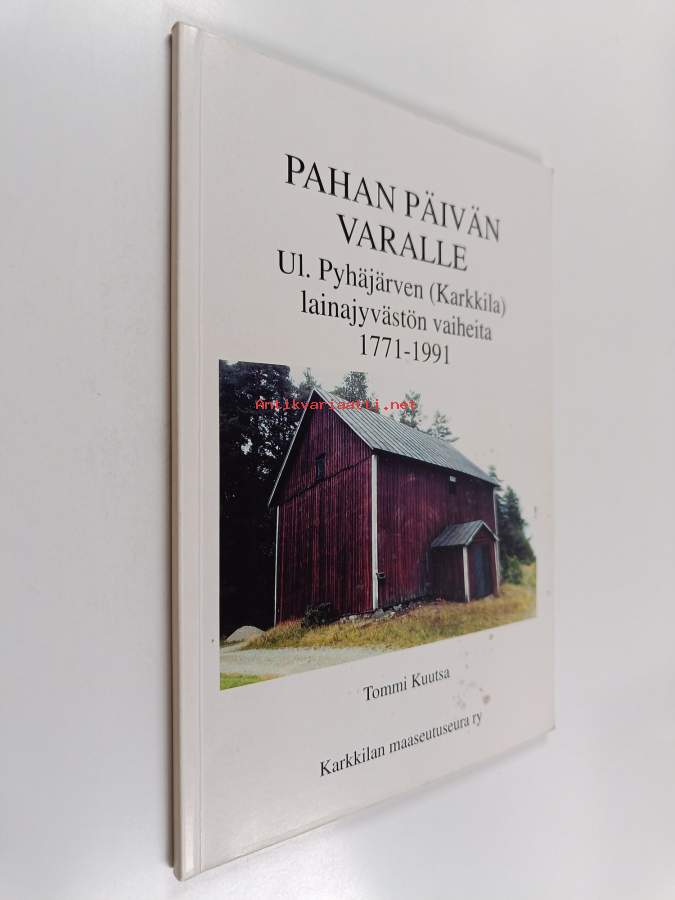 PAHAN PÄIVÄN
VARALLE
Ul. Pyhäjärven (Karkkila)
lainajyvästön vaiheita
1771-1991
Antikvariaatti.net
Tommi Kuutsa
Karkkilan maaseutuseura ry